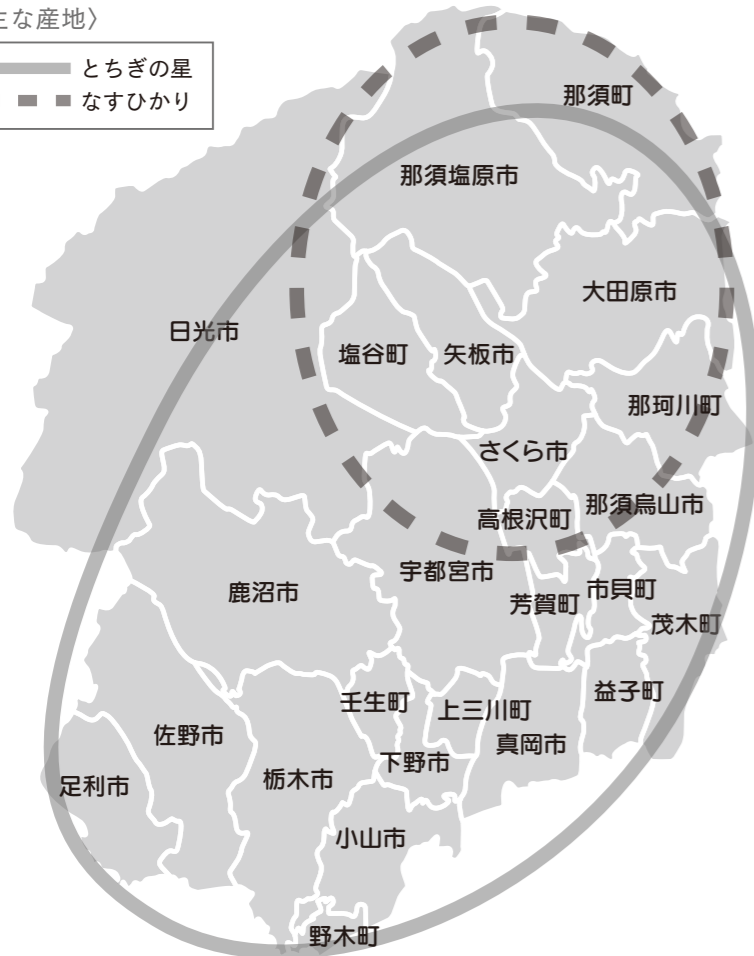 主な産地〉
とちぎの星
なすひかり
那須町
那須塩原市
大田原市
日光市
塩谷町
矢板市
那珂川町
さくら市
高根沢町
那須烏山市
宇都宮市
鹿沼市
芳賀町
市貝町
茂木町
益子町
壬生町
上三川町
佐野市
真岡市
下野市
栃木市
足利市
小山市
野木町